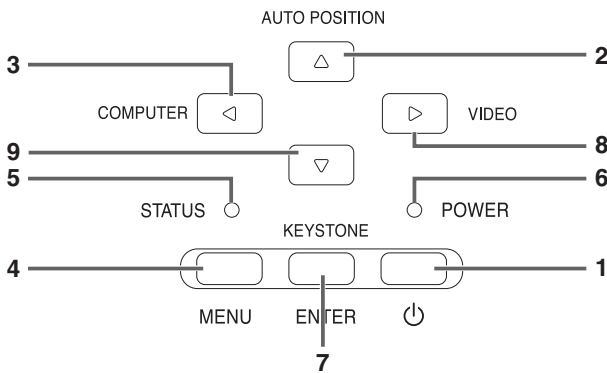 AUTO POSITION
3
2
COMPUTER
VIDEO
9
8
5
6
STATUS
POWER
KEYSTONE
4
1
MENU
ENTER
7